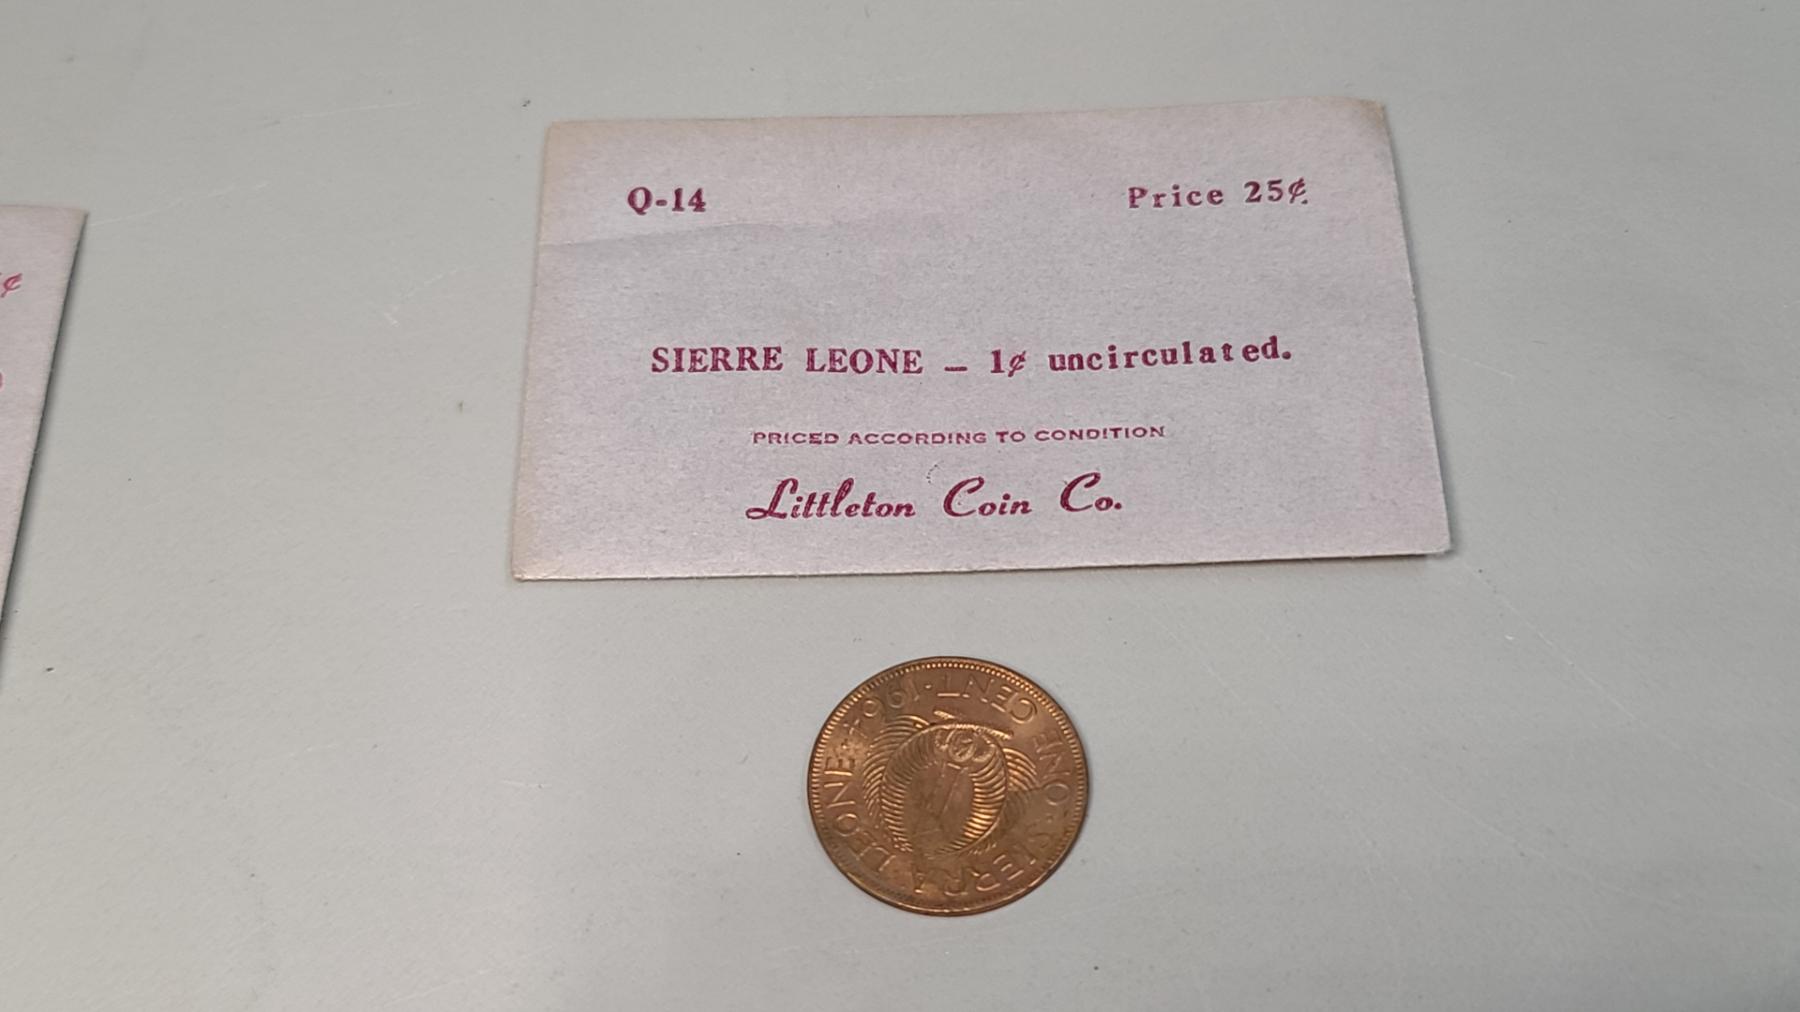 Q-14
Price 25¢.
SIERRE LEONE — 1¢ uncirculated.
PRICED ACCORDING TO CONDITION
Littleton Coin Co.
¢
SIERRA LEONE·1964·ONE CENT·